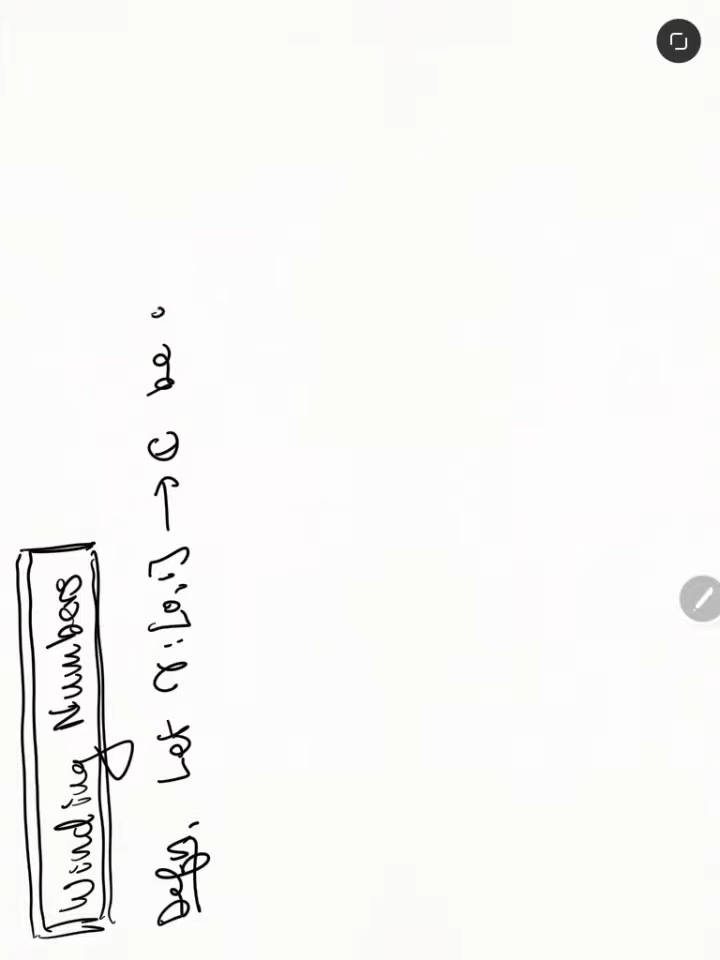 Winding Numbers
Defn. Let γ : [0,1] → ℂ be